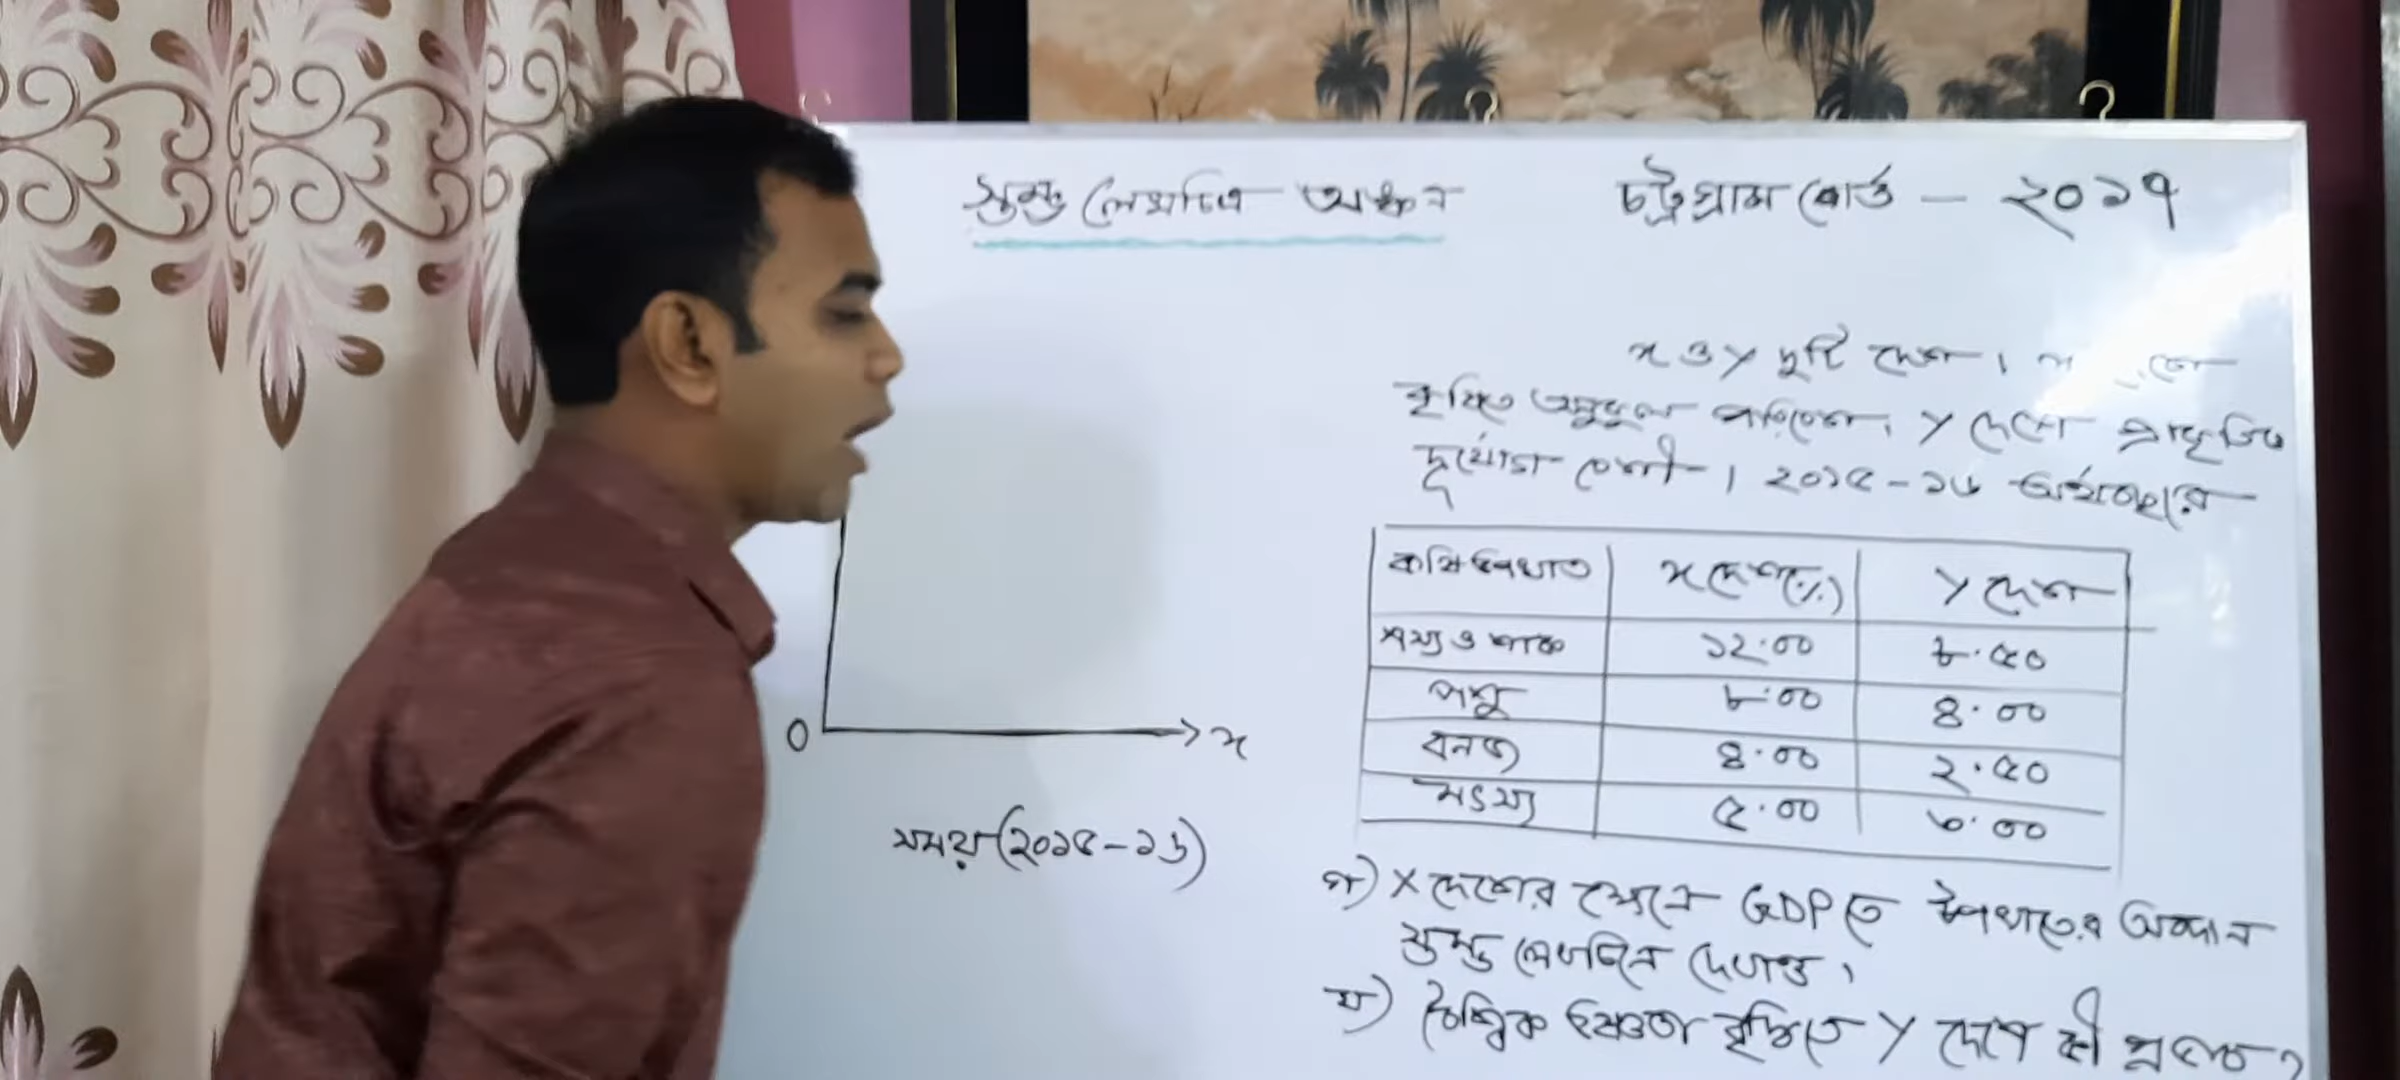 স্তম্ভ লেখচিত্র অঙ্কন
চট্টগ্রাম বোর্ড – ২০১৭
x ও y দুটি দেশ।
কৃষিতে অনুকূল পরিবেশ, y দেশে প্রাকৃতিক
দুর্যোগ বেশী। ২০১৫-১৬ অর্থবছরে
কৃষি উপখাত x দেশ(%) y দেশ
শস্য ও শাক ১২.০০ ৮.৫০
পশু ৮.০০ ৪.০০
বনজ ৪.০০ ২.৫০
মৎস্য ৫.০০ ৩.০০
0
x
সময়(২০১৫-১৬)
গ) X দেশের ক্ষেত্রে GDP তে উপখাতের অবদান
স্তম্ভ লেখচিত্রে দেখাও।
ঘ) বৈশ্বিক উষ্ণতা বৃদ্ধিতে y দেশে কী প্রভাব?